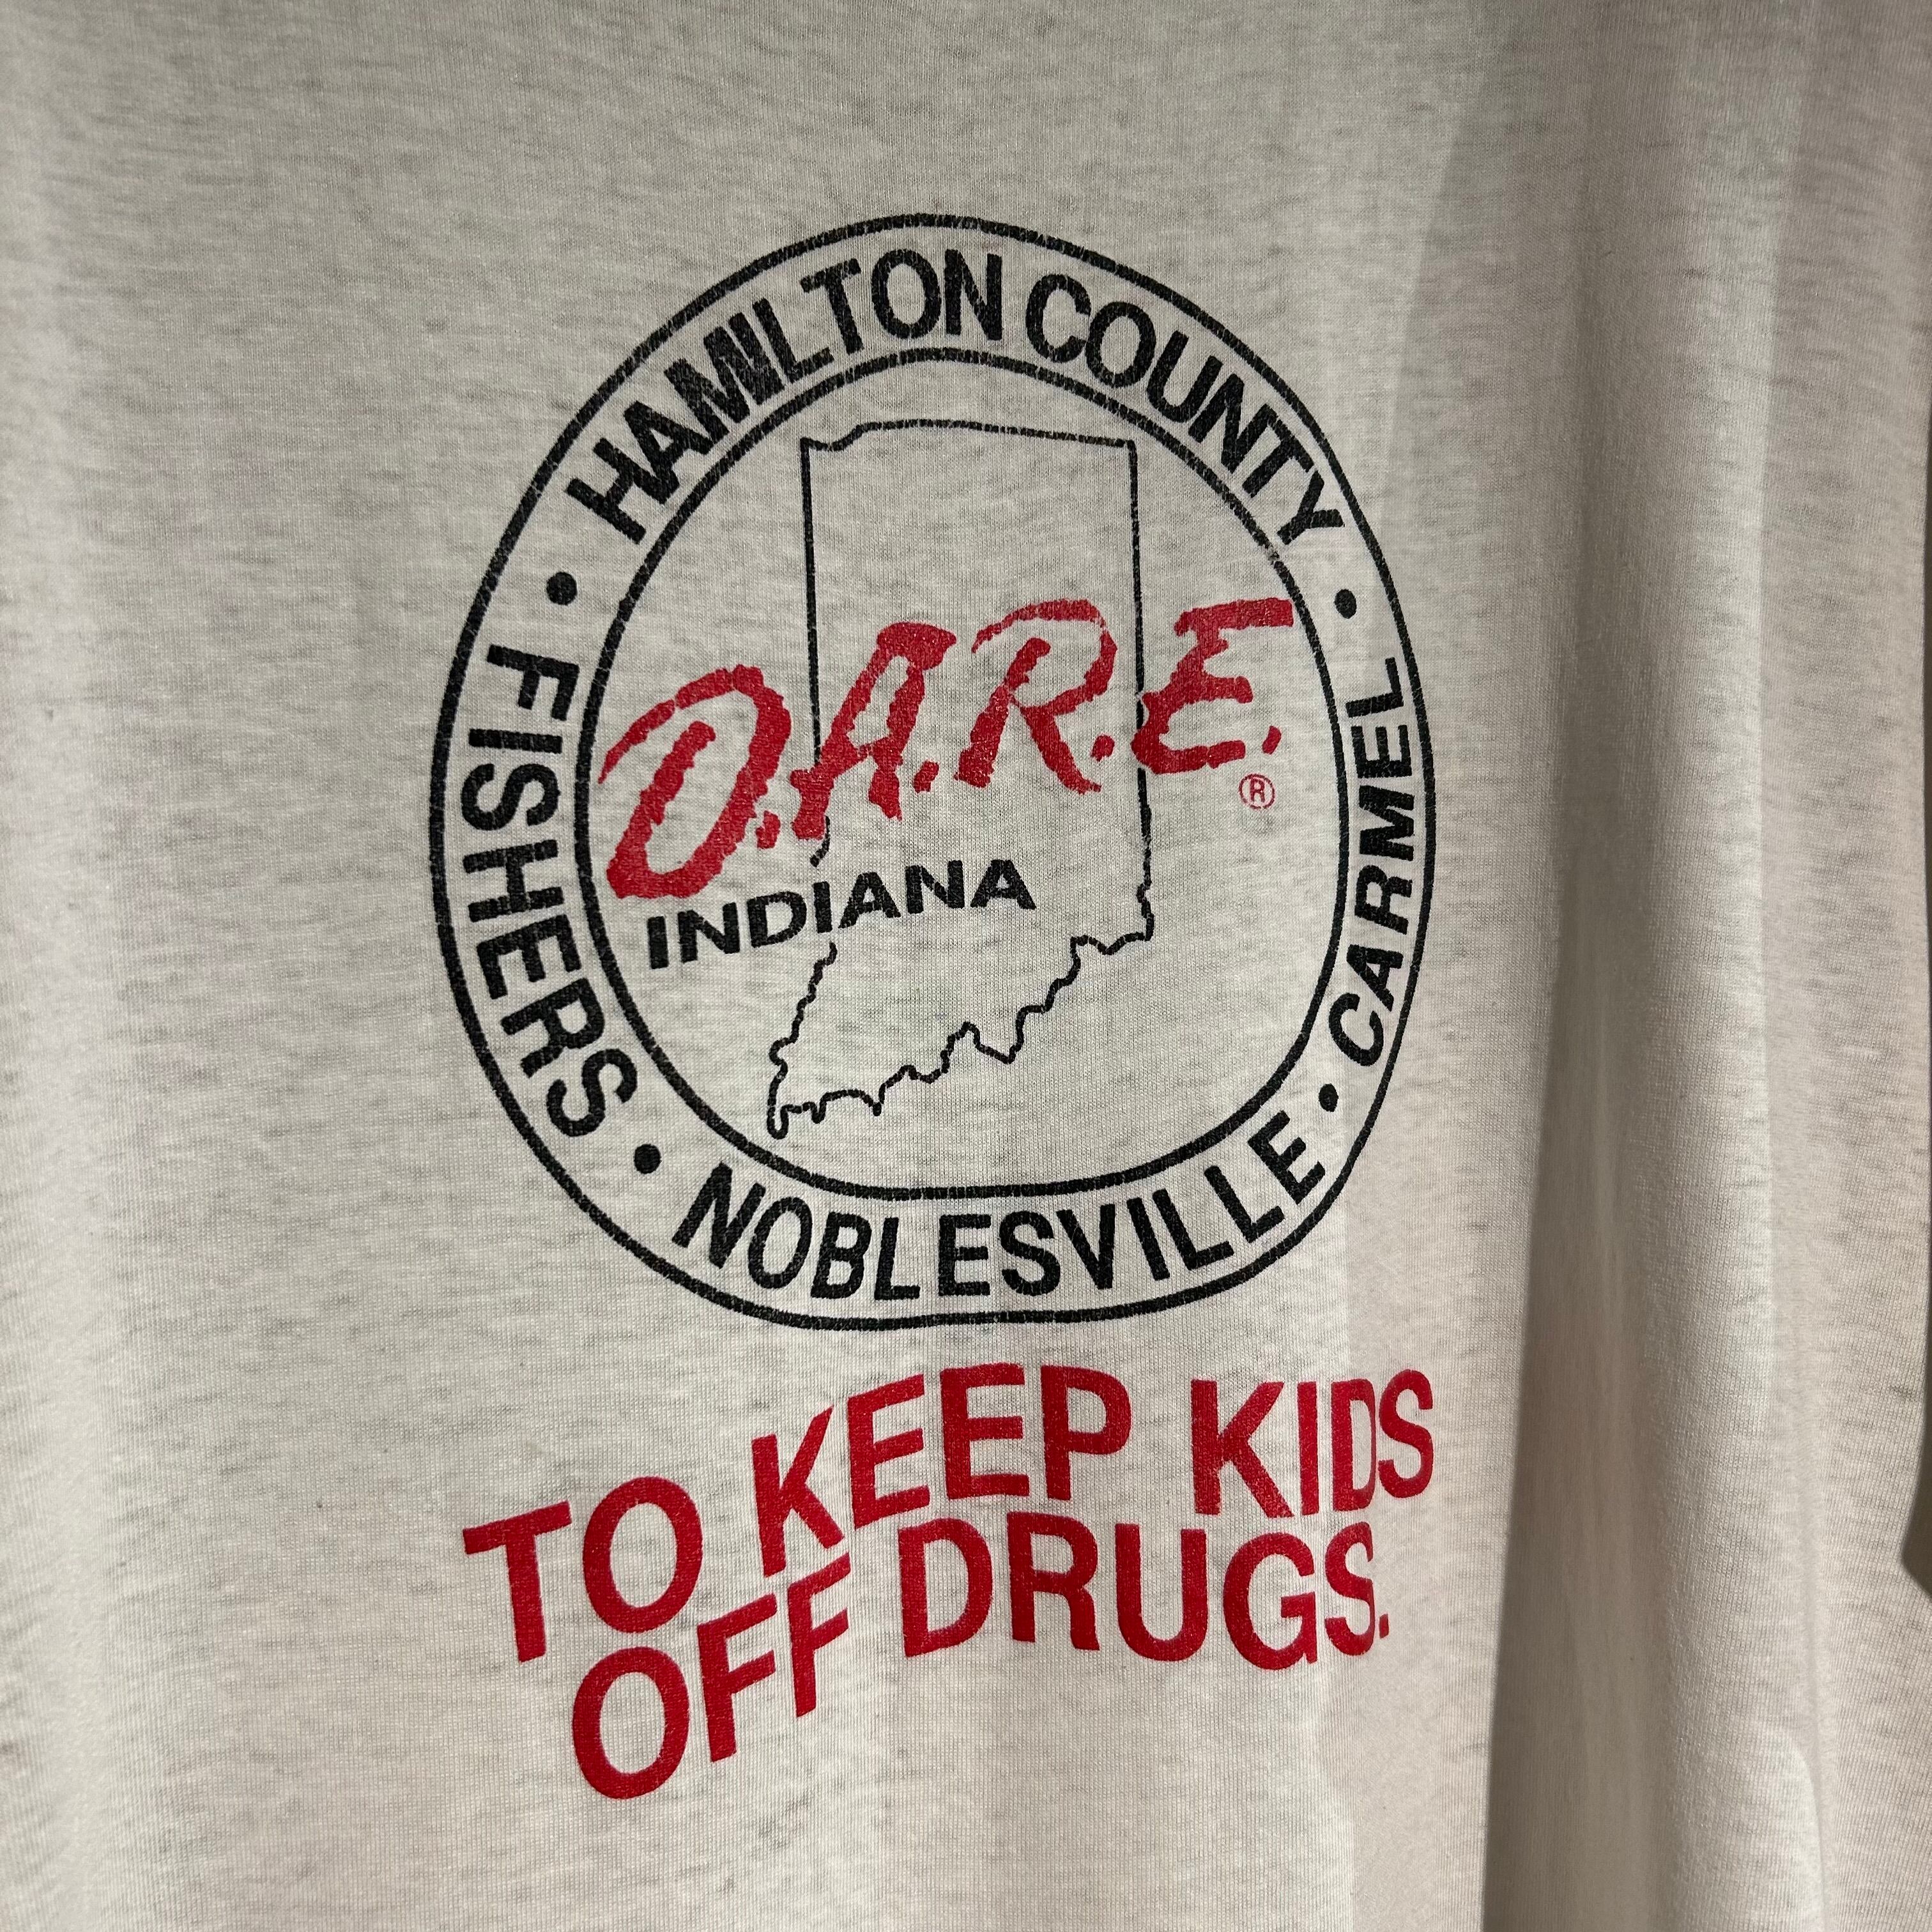 HAMILTON COUNTY • CARMEL • NOBLESVILLE • FISHERS •
D.A.R.E.
®
INDIANA
TO KEEP KIDS
OFF DRUGS.